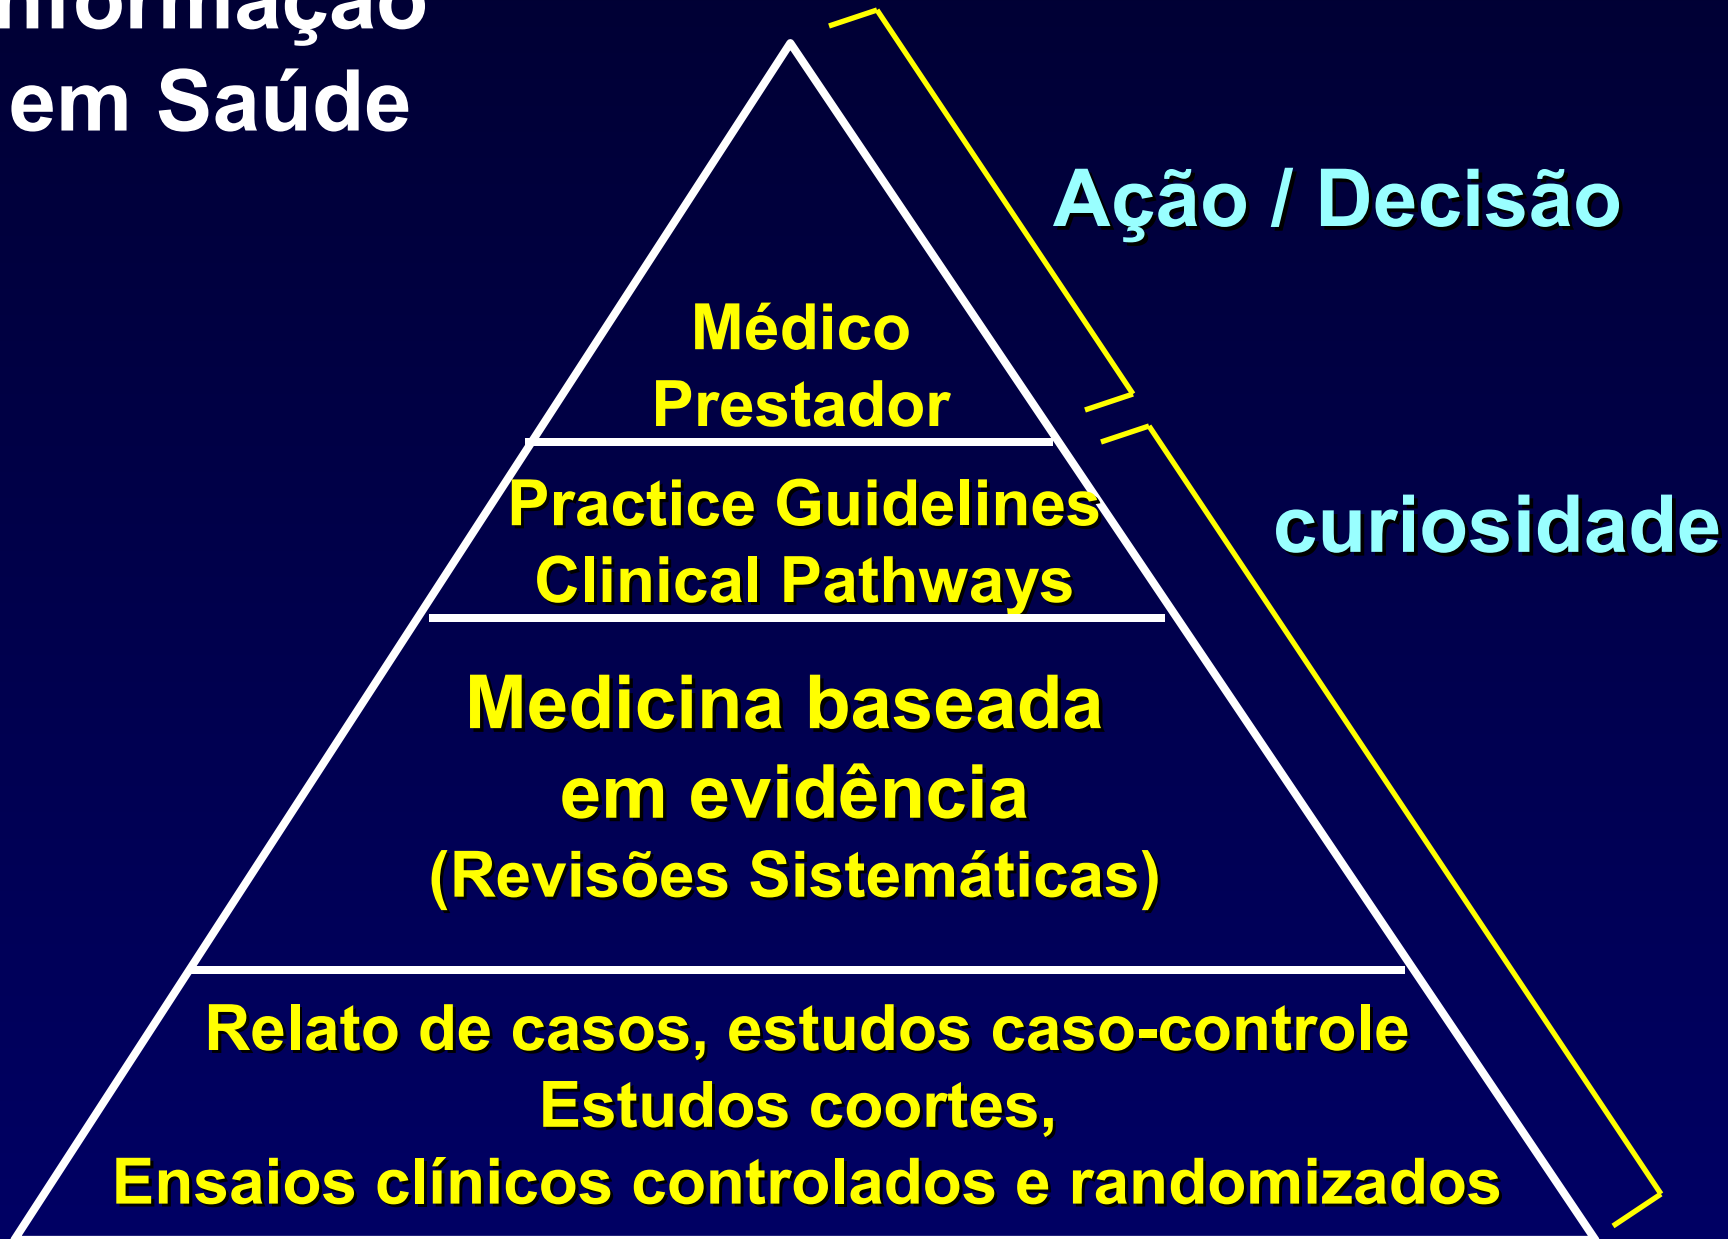 nformação
em Saúde
Ação / Decisão
Médico
Prestador
Practice Guidelines
Clinical Pathways
curiosidade
Medicina baseada
em evidência
(Revisões Sistemáticas)
Relato de casos, estudos caso-controle
Estudos coortes,
Ensaios clínicos controlados e randomizados